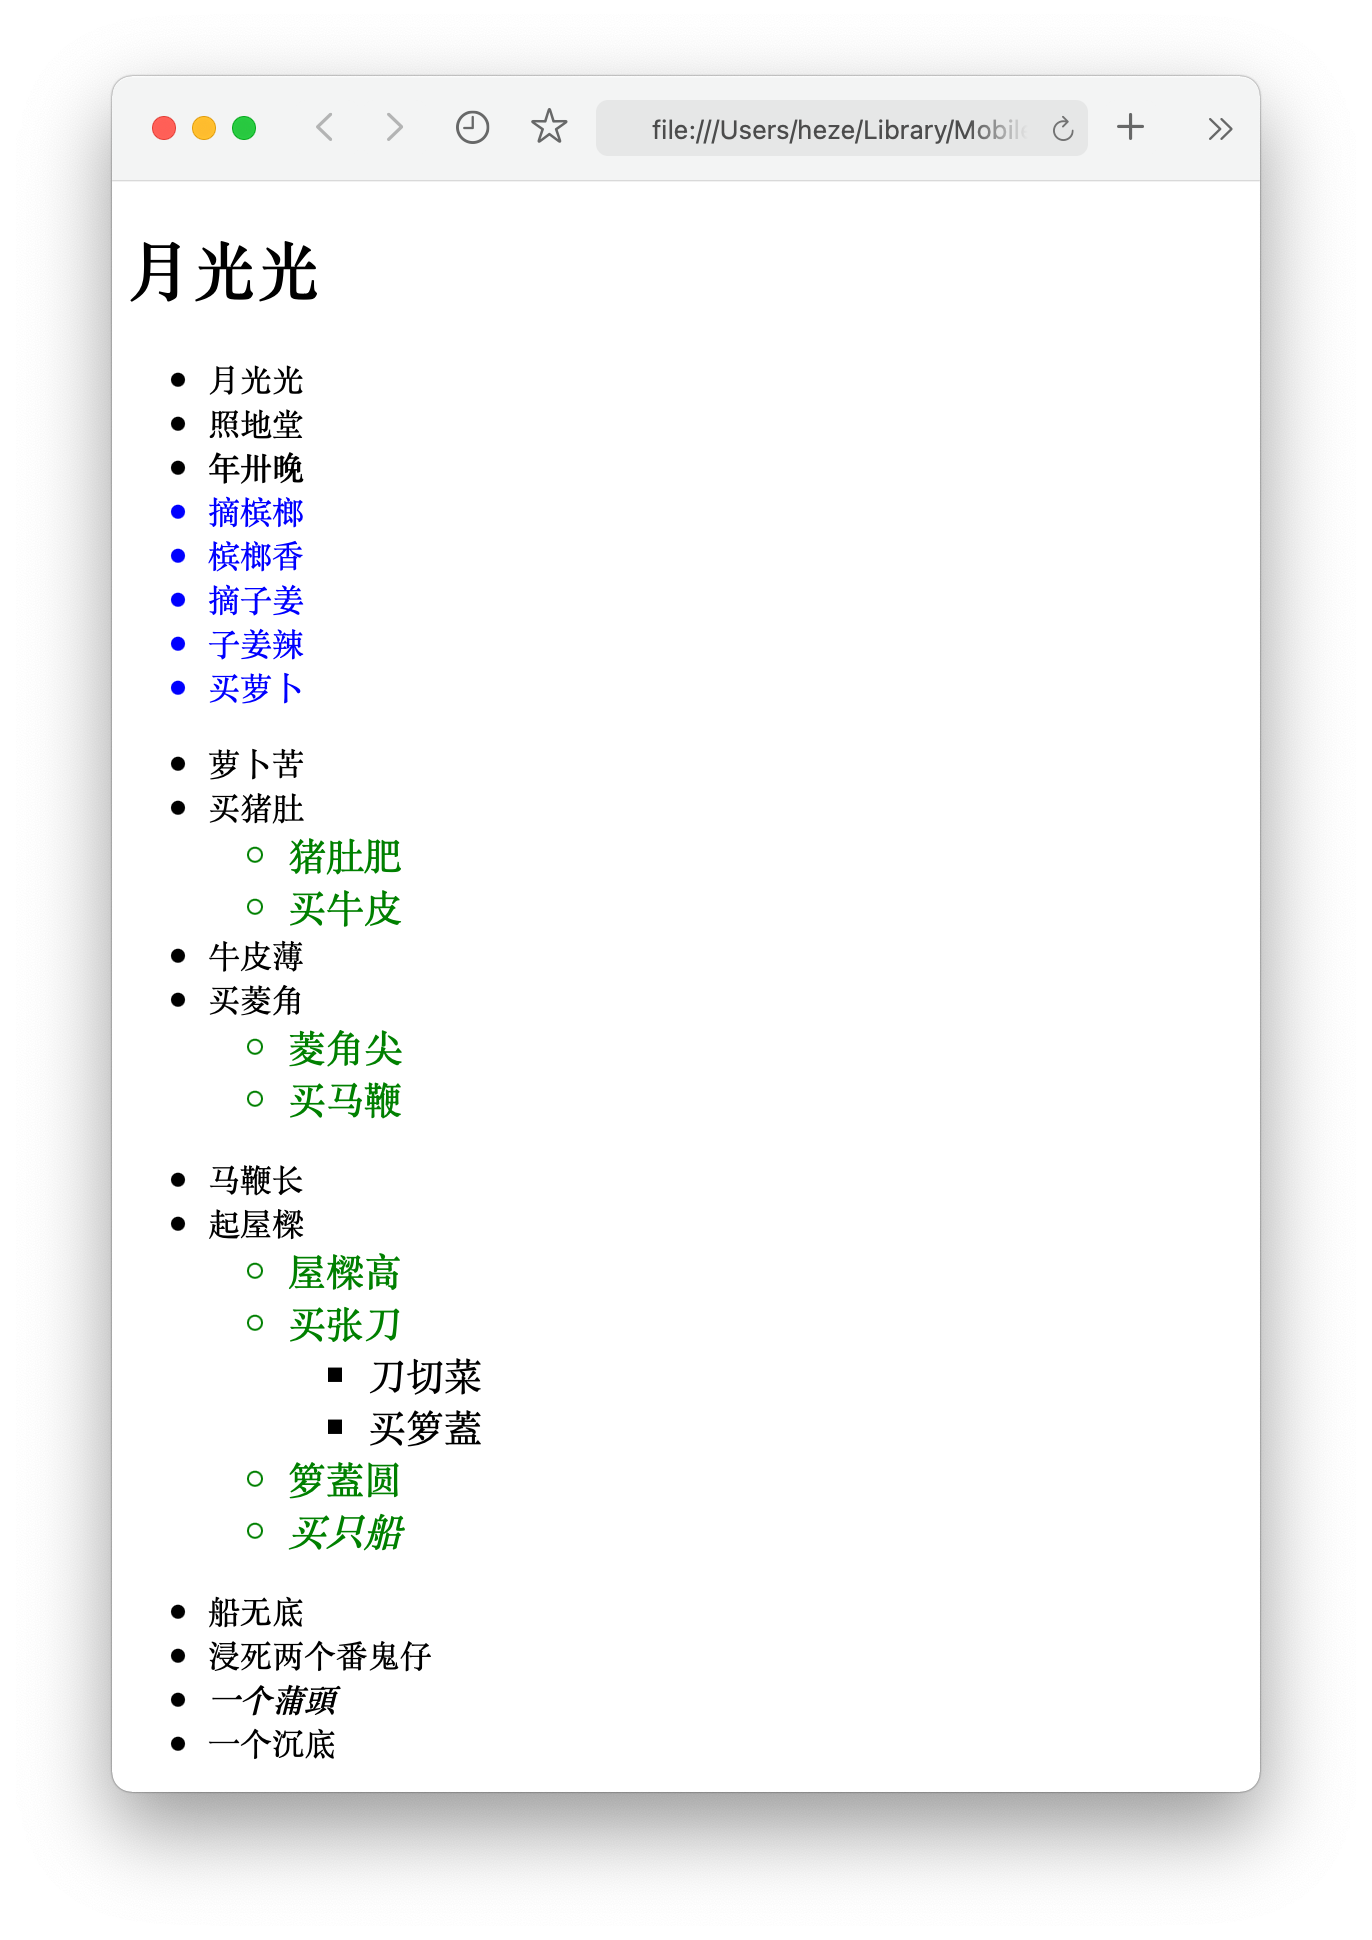 file:///Users/heze/Library/Mobile
月光光
月光光
照地堂
年卅晚
摘槟榔
槟榔香
摘子姜
子姜辣
买萝卜
萝卜苦
买猪肚
猪肚肥
买牛皮
牛皮薄
买菱角
菱角尖
买马鞭
马鞭长
起屋樑
屋樑高
买张刀
刀切菜
买箩蓋
箩蓋圆
买只船
船无底
浸死两个番鬼仔
一个蒲頭
一个沉底